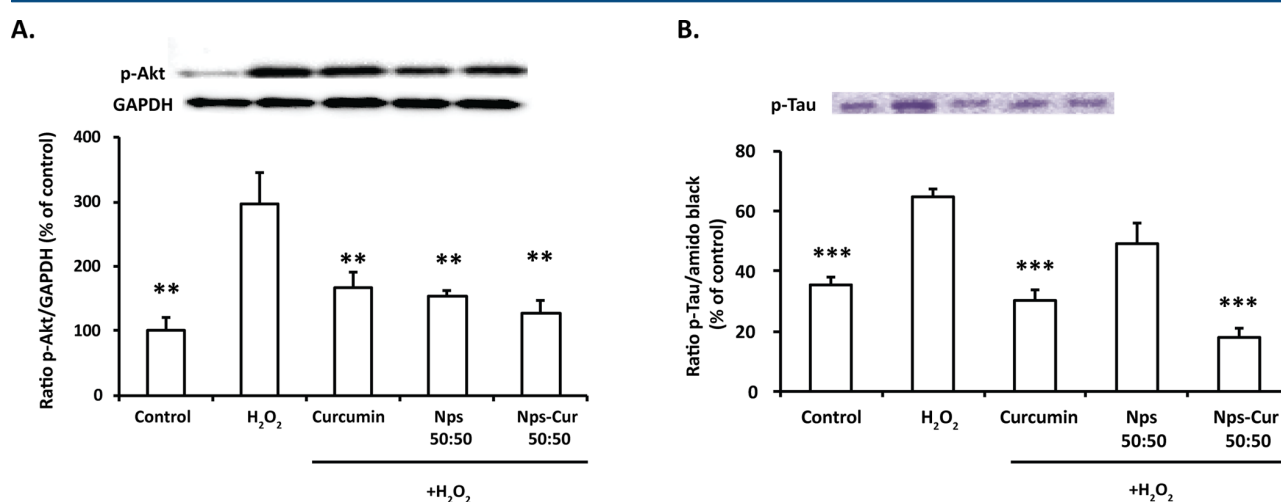 A.
p-Akt
GAPDH
Ratio p-Akt/GAPDH (% of control)
400
300
200
100
0
**
**
**
**
Control
H₂O₂
Curcumin
Nps
50:50
Nps-Cur
50:50
+H₂O₂
B.
p-Tau
Ratio p-Tau/amido black
(% of control)
80
60
40
20
0
***
***
***
Control
H₂O₂
Curcumin
Nps
50:50
Nps-Cur
50:50
+H₂O₂